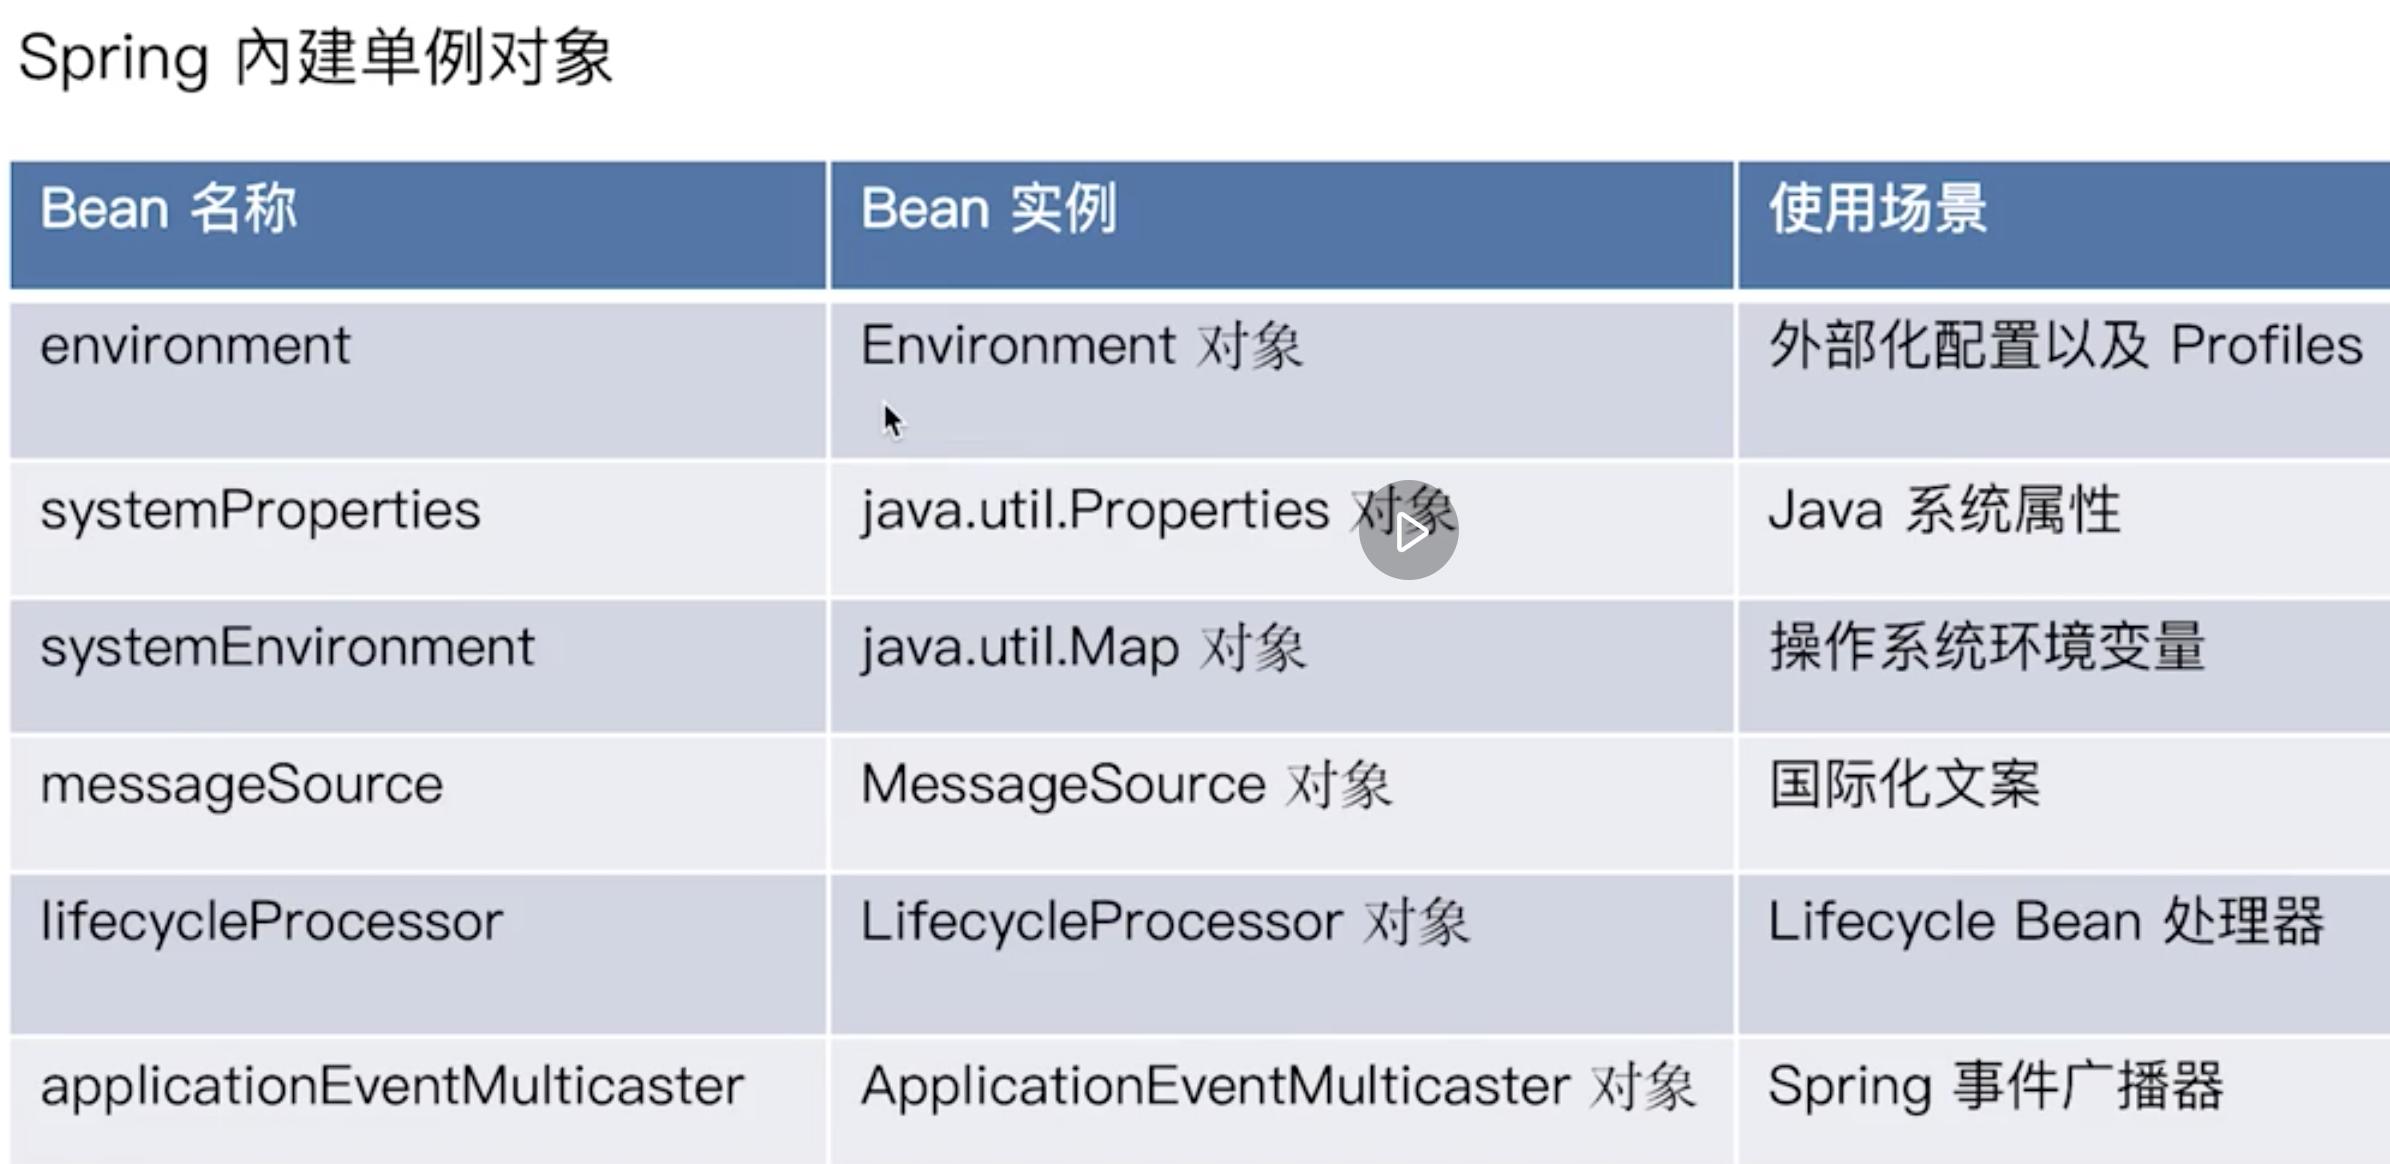 Spring 內建单例对象
Bean 名称 Bean 实例 使用场景
environment Environment 对象 外部化配置以及 Profiles
systemProperties java.util.Properties 对象 Java 系统属性
systemEnvironment java.util.Map 对象 操作系统环境变量
messageSource MessageSource 对象 国际化文案
lifecycleProcessor LifecycleProcessor 对象 Lifecycle Bean 处理器
applicationEventMulticaster ApplicationEventMulticaster 对象 Spring 事件广播器